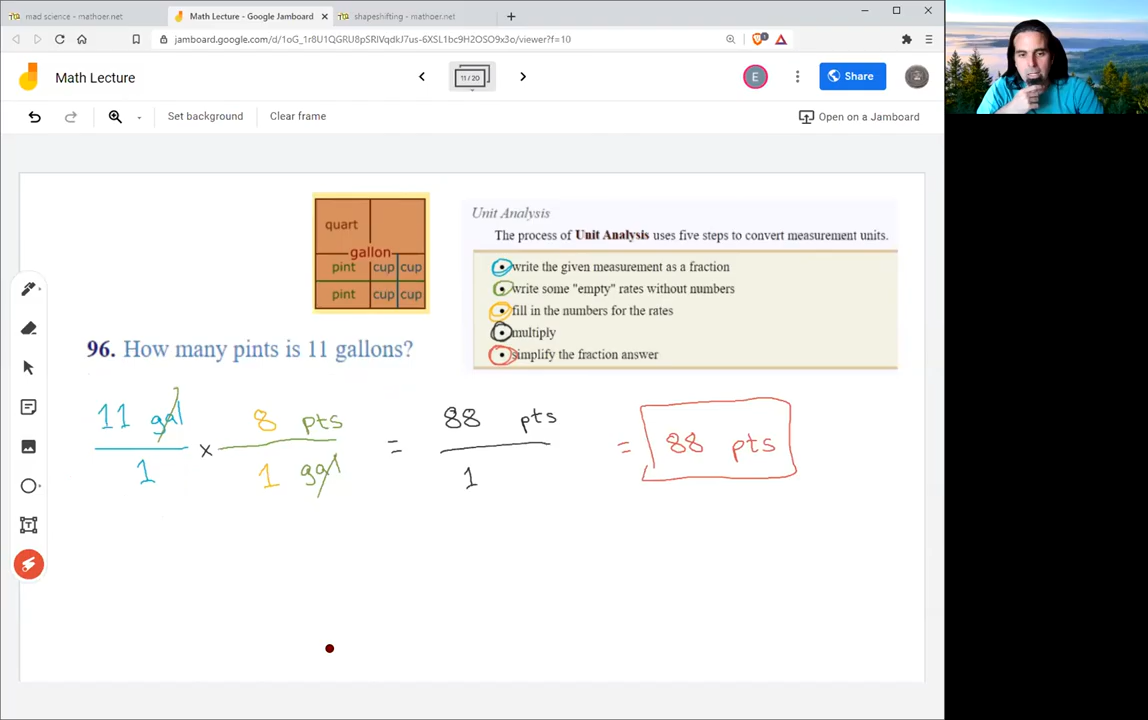 mad science - mathoer.net
Math Lecture - Google Jamboard
shapeshifting - mathoer.net
jamboard.google.com/d/1oG_1r8U1QGRU8pSRIVqdkJ7us-6XSL1bc9H2OSO9x3o/viewer?f=10
Math Lecture
11 / 20
E
Share
Set background
Clear frame
Open on a Jamboard
quart
gallon
pint cup cup
pint cup cup
Unit Analysis
The process of Unit Analysis uses five steps to convert measurement units.
write the given measurement as a fraction
write some "empty" rates without numbers
fill in the numbers for the rates
multiply
simplify the fraction answer
96. How many pints is 11 gallons?
11 gal / 1 × 8 pts / 1 gal = 88 pts / 1 = 88 pts